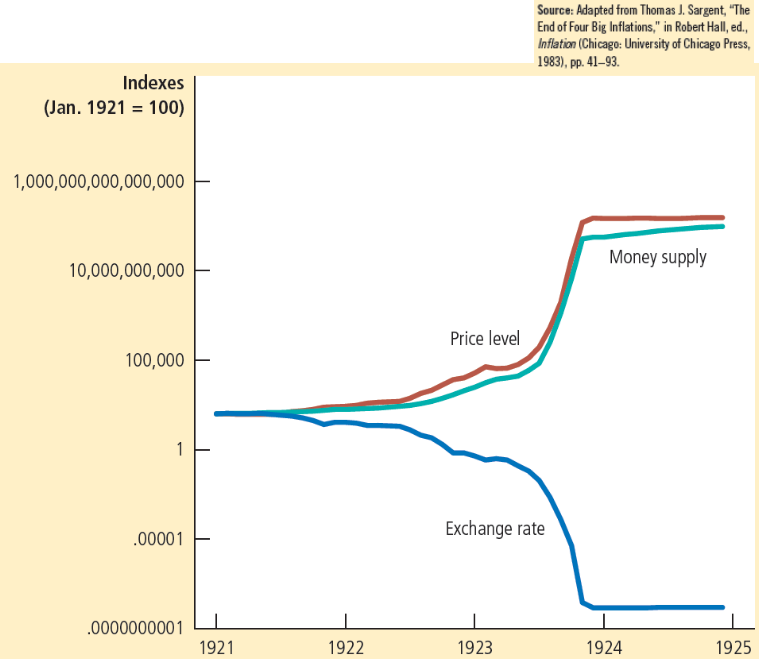 Source: Adapted from Thomas J. Sargent, “The
End of Four Big Inflations,” in Robert Hall, ed.,
Inflation (Chicago: University of Chicago Press,
1983), pp. 41–93.
Indexes
(Jan. 1921 = 100)
1,000,000,000,000,000
10,000,000,000
Money supply
Price level
100,000
1
Exchange rate
.00001
.0000000001
1921 1922 1923 1924 1925